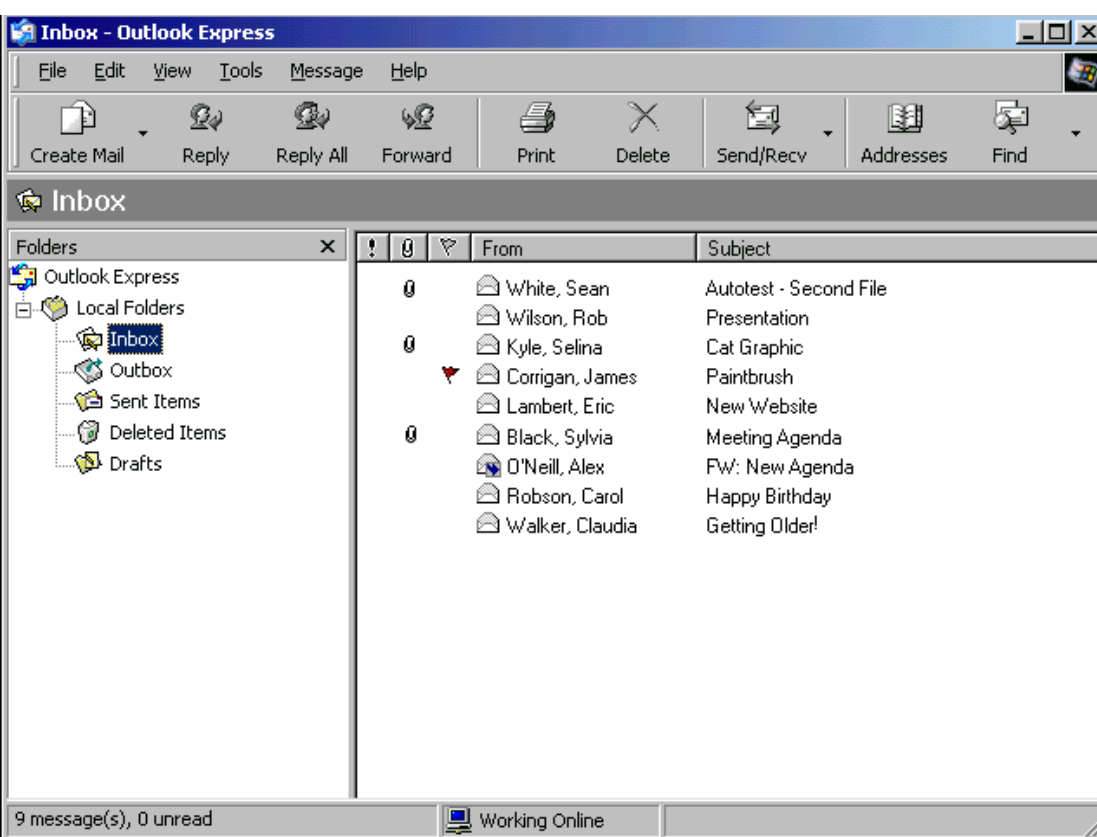 Inbox - Outlook Express
File Edit View Tools Message Help
Create Mail Reply Reply All Forward Print Delete Send/Recv Addresses Find
Inbox
Folders ! From Subject
Outlook Express
Local Folders
Inbox
Outbox
Sent Items
Deleted Items
Drafts
White, Sean Autotest - Second File
Wilson, Rob Presentation
Kyle, Selina Cat Graphic
Corrigan, James Paintbrush
Lambert, Eric New Website
Black, Sylvia Meeting Agenda
O'Neill, Alex FW: New Agenda
Robson, Carol Happy Birthday
Walker, Claudia Getting Older!
9 message(s), 0 unread Working Online